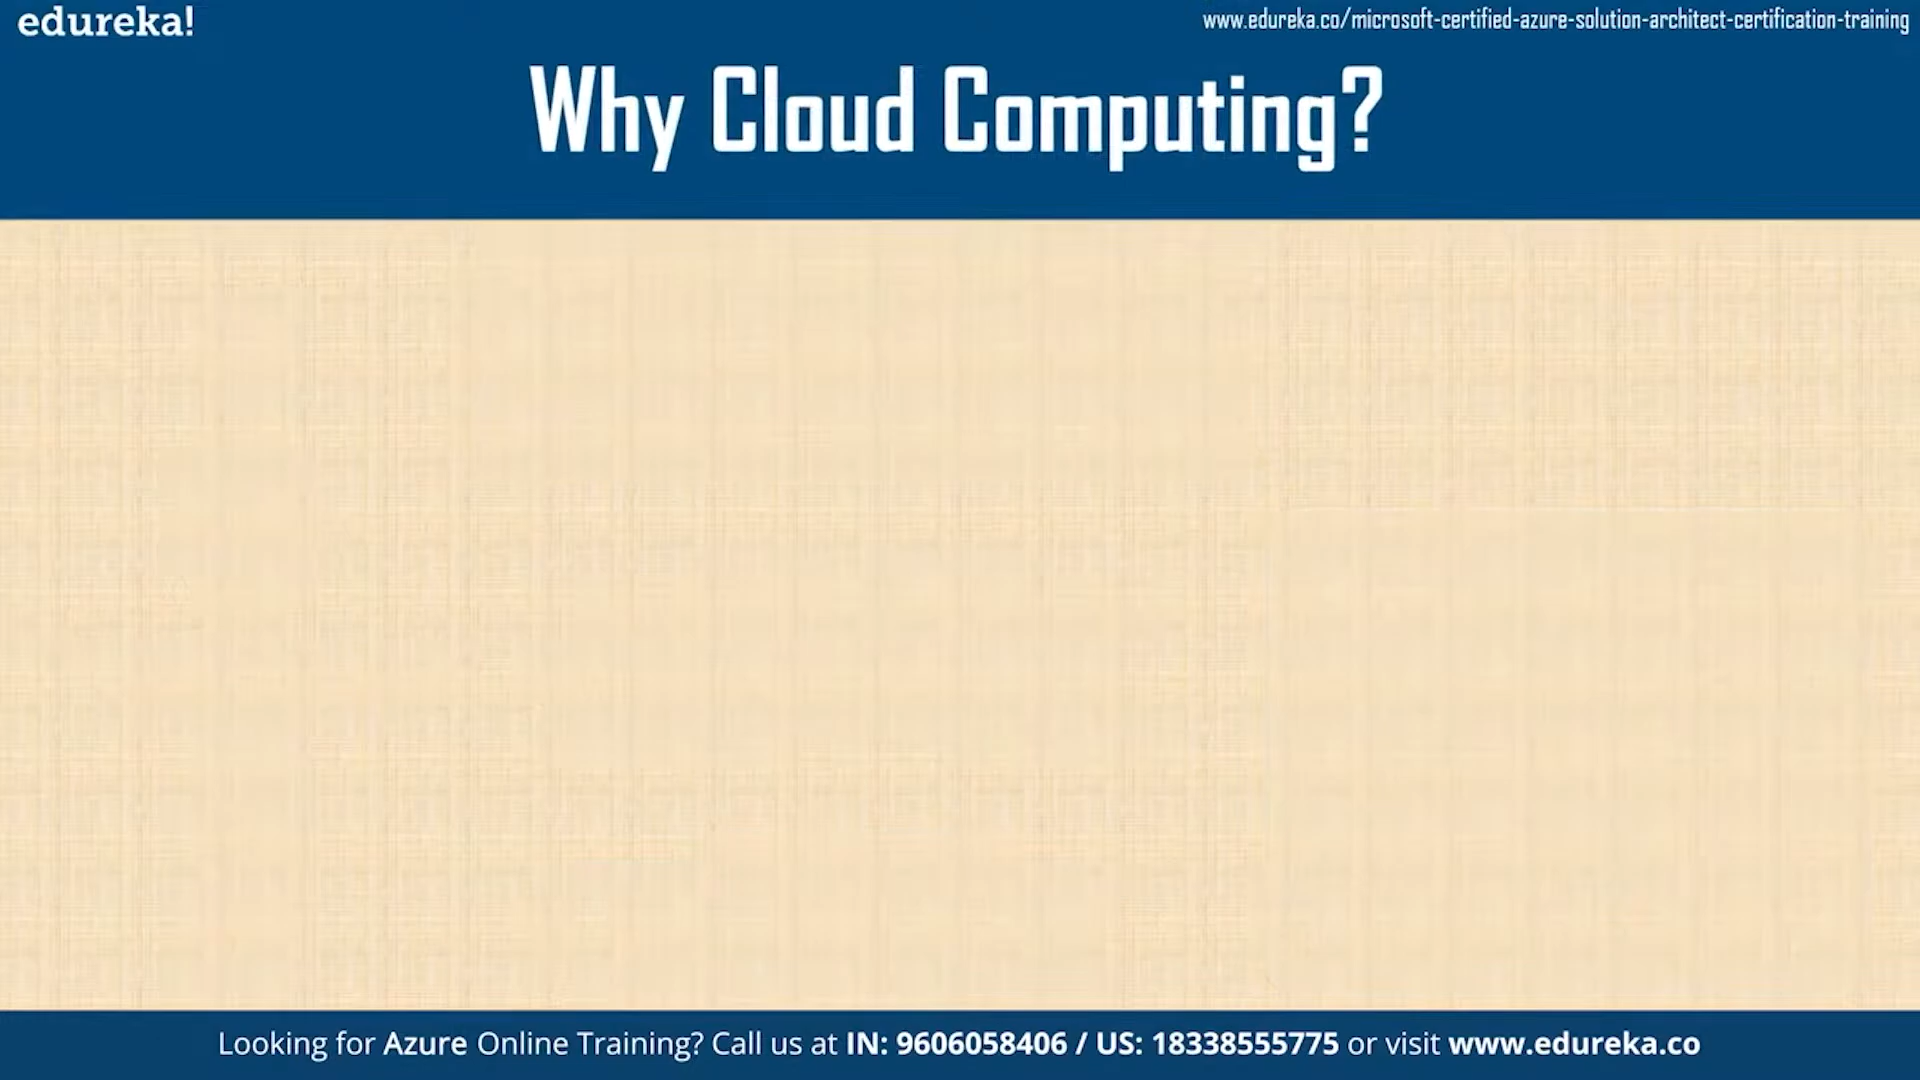 edureka!
www.edureka.co/microsoft-certified-azure-solution-architect-certification-training
Why Cloud Computing?
Looking for Azure Online Training? Call us at IN: 9606058406 / US: 18338555775 or visit www.edureka.co